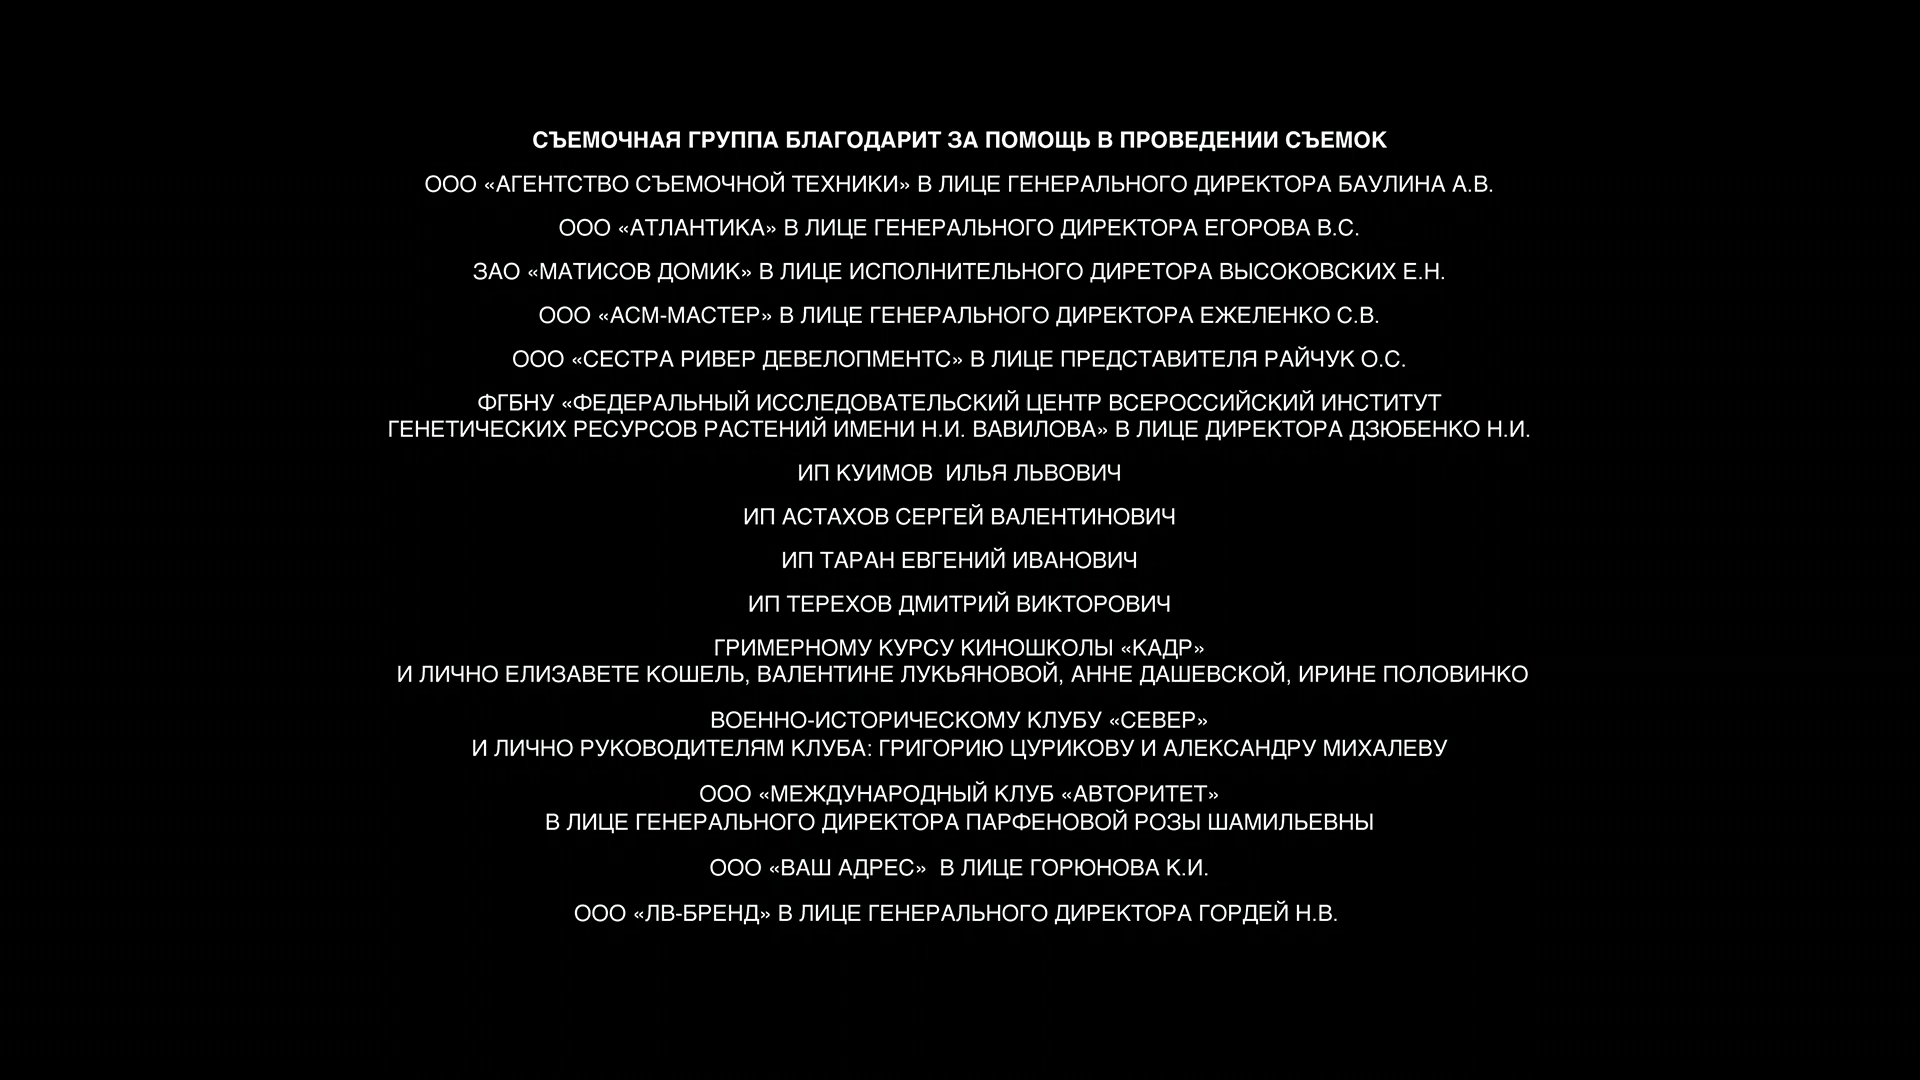 СЪЕМОЧНАЯ ГРУППА БЛАГОДАРИТ ЗА ПОМОЩЬ В ПРОВЕДЕНИИ СЪЕМОК
ООО «АГЕНТСТВО СЪЕМОЧНОЙ ТЕХНИКИ» В ЛИЦЕ ГЕНЕРАЛЬНОГО ДИРЕКТОРА БАУЛИНА А.В.
ООО «АТЛАНТИКА» В ЛИЦЕ ГЕНЕРАЛЬНОГО ДИРЕКТОРА ЕГОРОВА В.С.
ЗАО «МАТИСОВ ДОМИК» В ЛИЦЕ ИСПОЛНИТЕЛЬНОГО ДИРЕТОРА ВЫСОКОВСКИХ Е.Н.
ООО «АСМ-МАСТЕР» В ЛИЦЕ ГЕНЕРАЛЬНОГО ДИРЕКТОРА ЕЖЕЛЕНКО С.В.
ООО «СЕСТРА РИВЕР ДЕВЕЛОПМЕНТС» В ЛИЦЕ ПРЕДСТАВИТЕЛЯ РАЙЧУК О.С.
ФГБНУ «ФЕДЕРАЛЬНЫЙ ИССЛЕДОВАТЕЛЬСКИЙ ЦЕНТР ВСЕРОССИЙСКИЙ ИНСТИТУТ
ГЕНЕТИЧЕСКИХ РЕСУРСОВ РАСТЕНИЙ ИМЕНИ Н.И. ВАВИЛОВА» В ЛИЦЕ ДИРЕКТОРА ДЗЮБЕНКО Н.И.
ИП КУИМОВ  ИЛЬЯ ЛЬВОВИЧ
ИП АСТАХОВ СЕРГЕЙ ВАЛЕНТИНОВИЧ
ИП ТАРАН ЕВГЕНИЙ ИВАНОВИЧ
ИП ТЕРЕХОВ ДМИТРИЙ ВИКТОРОВИЧ
ГРИМЕРНОМУ КУРСУ КИНОШКОЛЫ «КАДР»
И ЛИЧНО ЕЛИЗАВЕТЕ КОШЕЛЬ, ВАЛЕНТИНЕ ЛУКЬЯНОВОЙ, АННЕ ДАШЕВСКОЙ, ИРИНЕ ПОЛОВИНКО
ВОЕННО-ИСТОРИЧЕСКОМУ КЛУБУ «СЕВЕР»
И ЛИЧНО РУКОВОДИТЕЛЯМ КЛУБА: ГРИГОРИЮ ЦУРИКОВУ И АЛЕКСАНДРУ МИХАЛЕВУ
ООО «МЕЖДУНАРОДНЫЙ КЛУБ «АВТОРИТЕТ»
В ЛИЦЕ ГЕНЕРАЛЬНОГО ДИРЕКТОРА ПАРФЕНОВОЙ РОЗЫ ШАМИЛЬЕВНЫ
ООО «ВАШ АДРЕС»  В ЛИЦЕ ГОРЮНОВА К.И.
ООО «ЛВ-БРЕНД» В ЛИЦЕ ГЕНЕРАЛЬНОГО ДИРЕКТОРА ГОРДЕЙ Н.В.